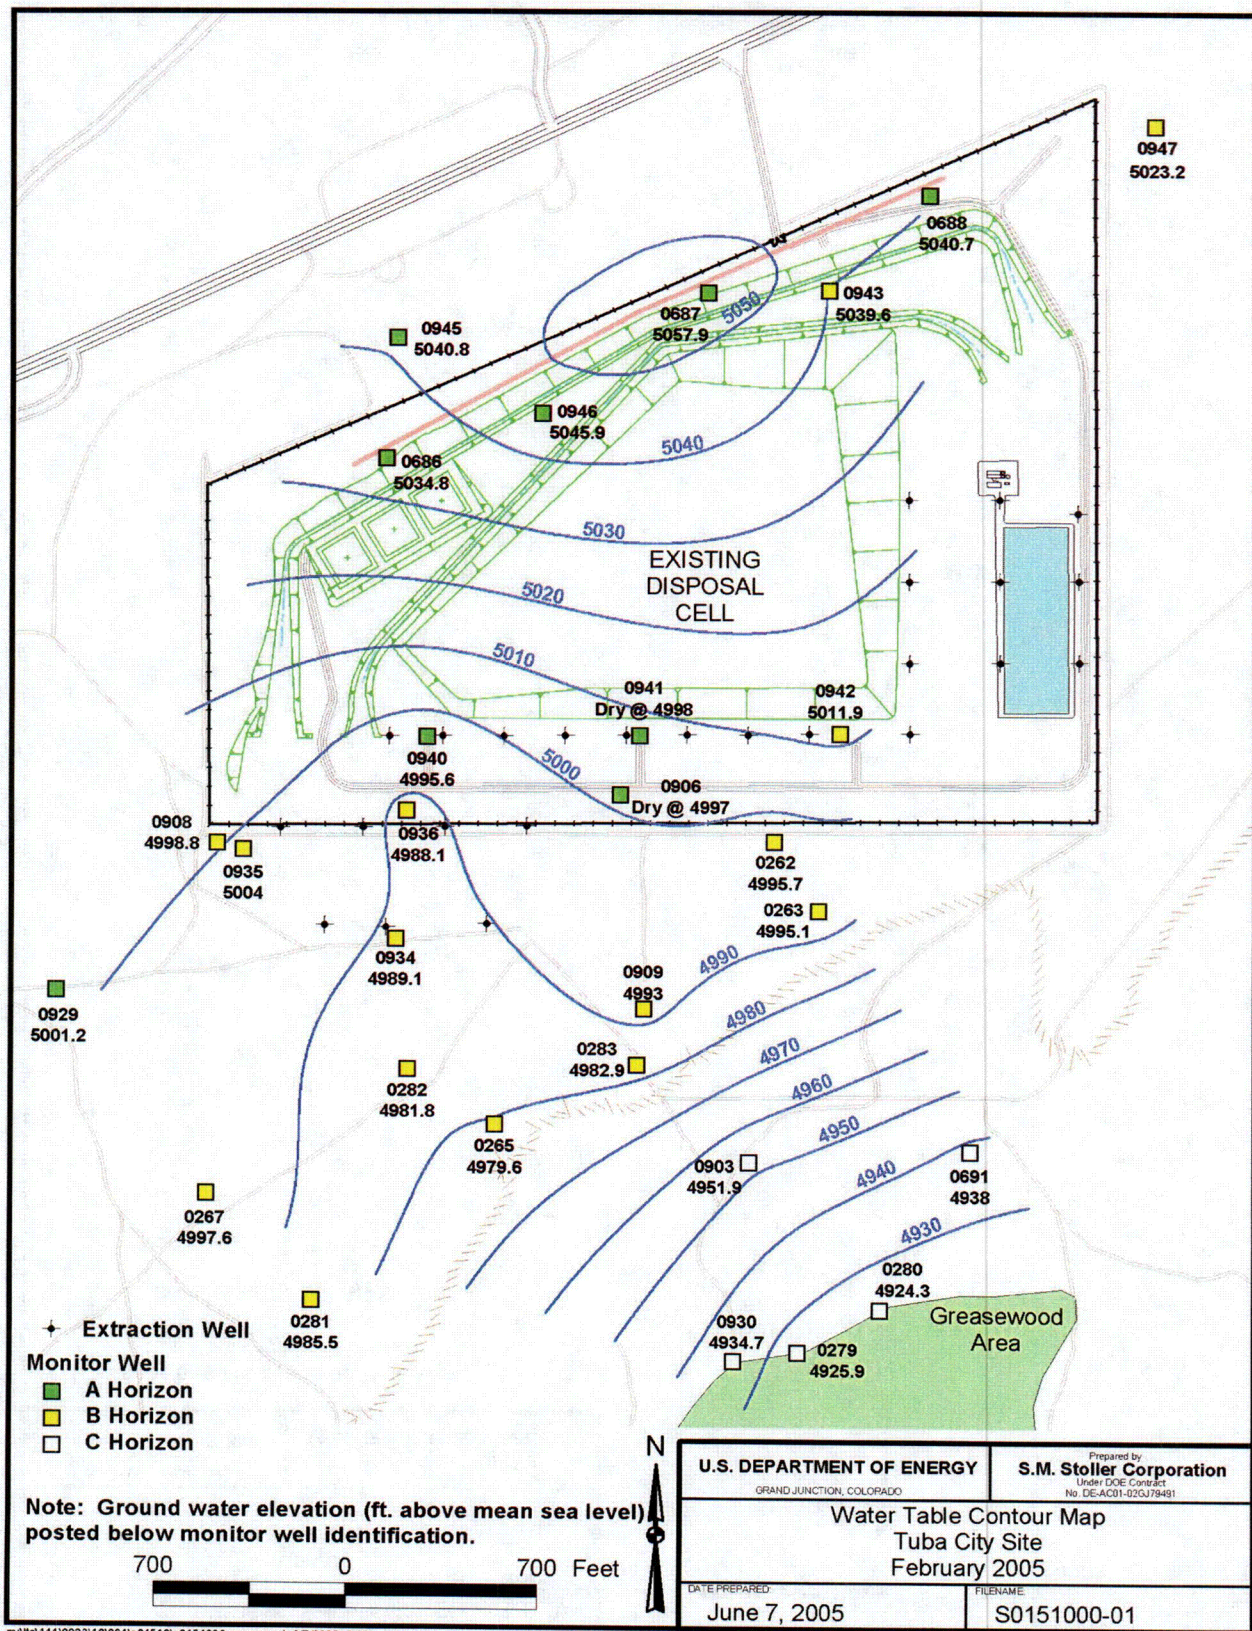 0947
5023.2
0688
5040.7
0943
5039.6
0687
5057.9
5050
0945
5040.8
0946
5045.9
5040
0686
5034.8
5030
EXISTING
DISPOSAL
CELL
5020
5010
0941
Dry @ 4998
0942
5011.9
0940
4995.6
5000
0906
Dry @ 4997
0908
4998.8
0935
5004
0936
4988.1
0262
4995.7
0263
4995.1
0934
4989.1
4990
0909
4993
0929
5001.2
4980
0283
4982.9
4970
0282
4981.8
4960
0265
4979.6
4950
0903
4951.9
0691
4938
4940
0267
4997.6
4930
0280
4924.3
0281
4985.5
0930
4934.7
0279
4925.9
Greasewood
Area
Extraction Well
Monitor Well
A Horizon
B Horizon
C Horizon
N
Note: Ground water elevation (ft. above mean sea level)
posted below monitor well identification.
700 0 700 Feet
U.S. DEPARTMENT OF ENERGY
GRAND JUNCTION, COLORADO
Prepared by
S.M. Stoller Corporation
Under DOE Contract
No. DE-AC01-02GJ79491
Water Table Contour Map
Tuba City Site
February 2005
DATE PREPARED:
June 7, 2005
FILENAME:
S0151000-01